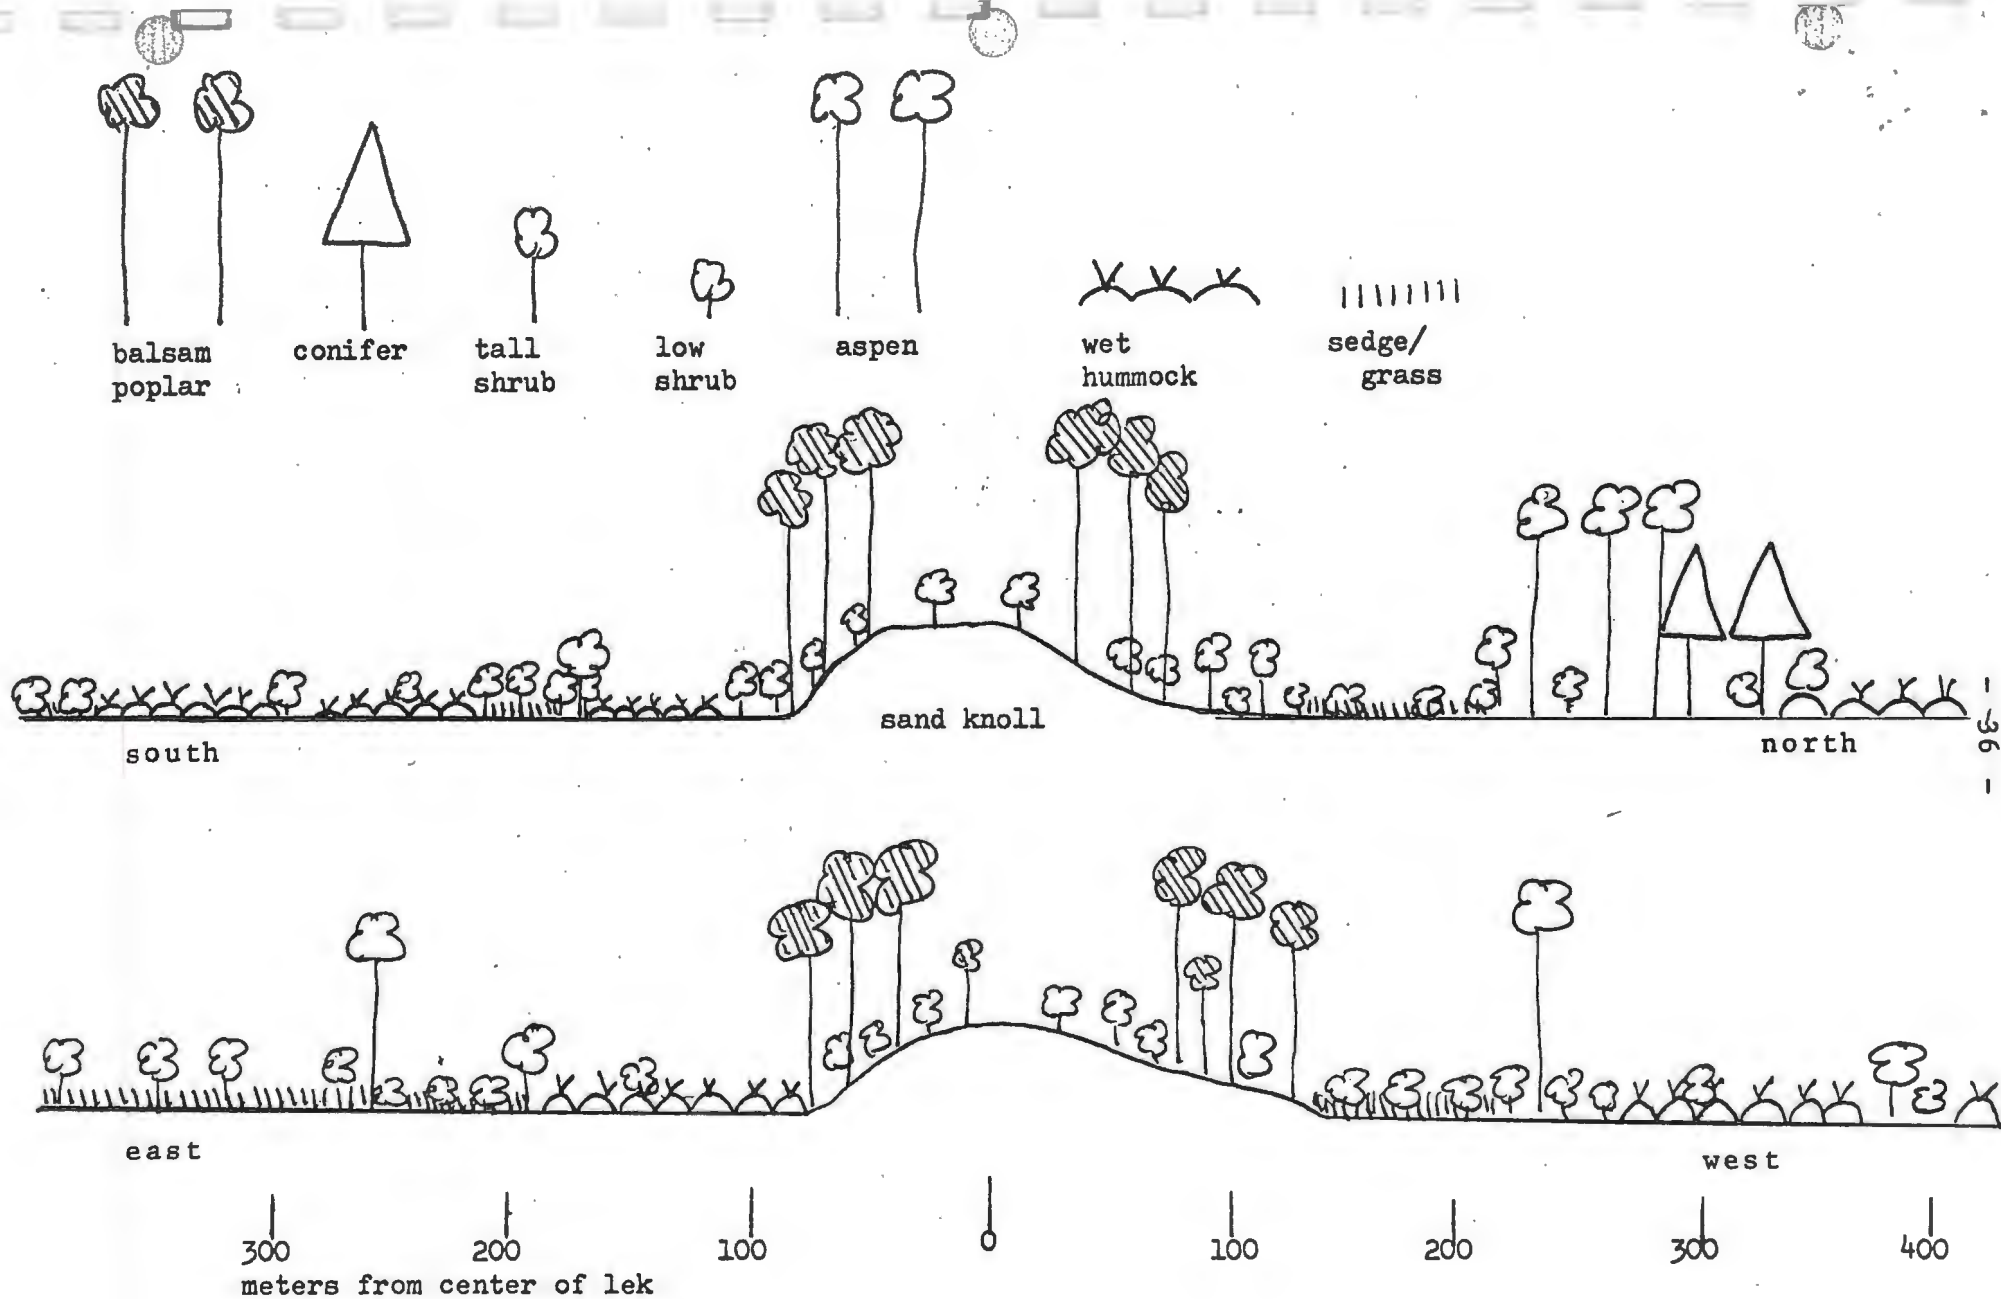 balsam
poplar
conifer
tall
shrub
low
shrub
aspen
wet
hummock
sedge/
grass
sand knoll
south
north
- 36 -
east
west
300 200 100 0 100 200 300 400
meters from center of lek